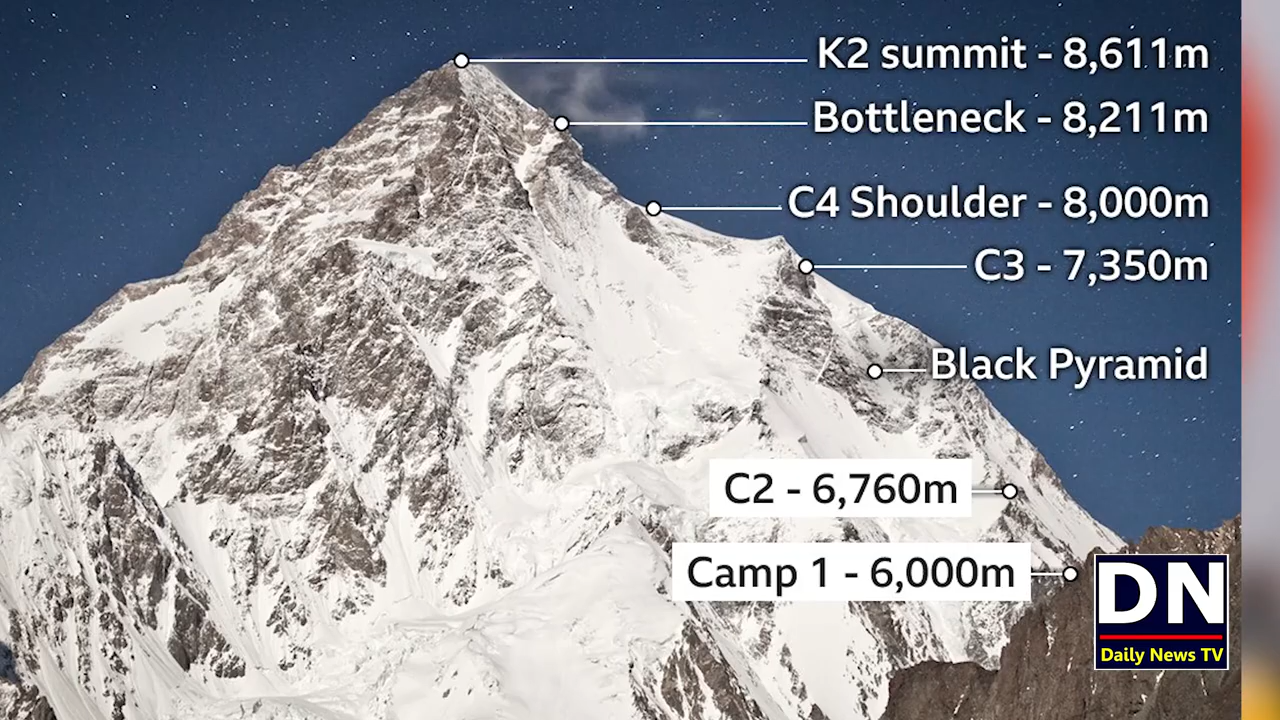 K2 summit - 8,611m
Bottleneck - 8,211m
C4 Shoulder - 8,000m
C3 - 7,350m
Black Pyramid
C2 - 6,760m
Camp 1 - 6,000m
DN
Daily News TV